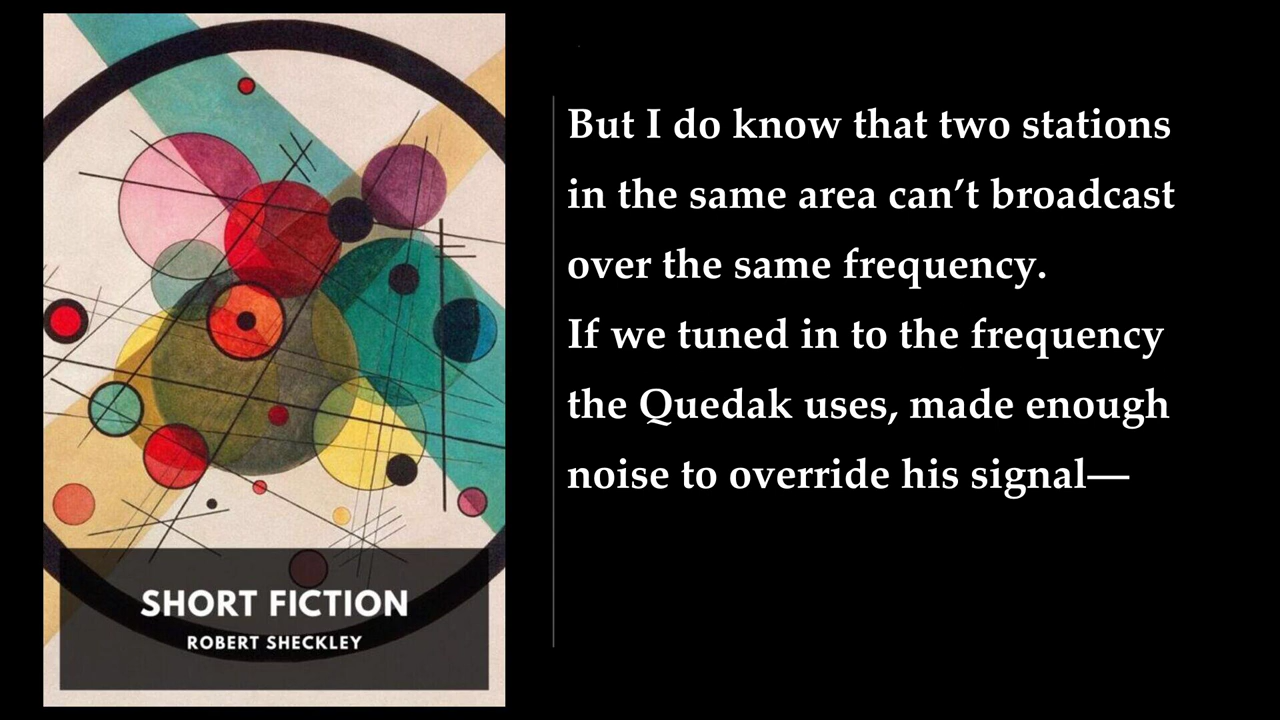 SHORT FICTION
ROBERT SHECKLEY
But I do know that two stations
in the same area can’t broadcast
over the same frequency.
If we tuned in to the frequency
the Quedak uses, made enough
noise to override his signal—